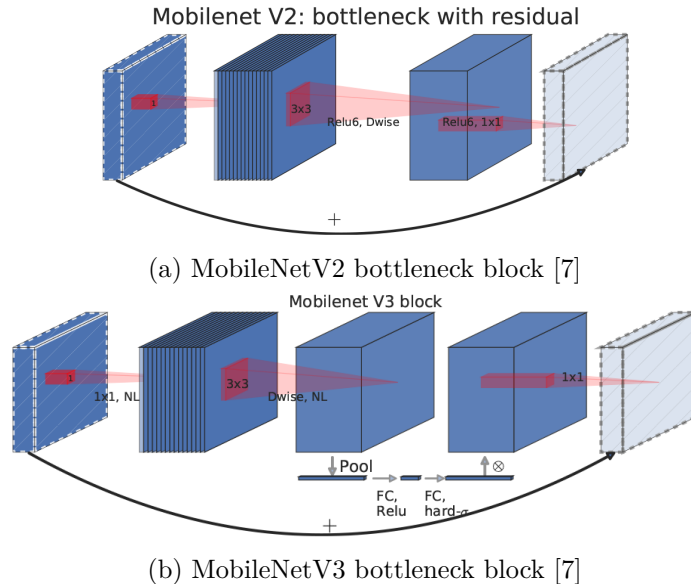 Mobilenet V2: bottleneck with residual
1
3x3
Relu6, Dwise
Relu6, 1x1
+
(a) MobileNetV2 bottleneck block [7]
Mobilenet V3 block
1
1x1, NL
3x3
Dwise, NL
1x1
Pool
⊗
FC,
Relu
FC,
hard-σ
+
(b) MobileNetV3 bottleneck block [7]